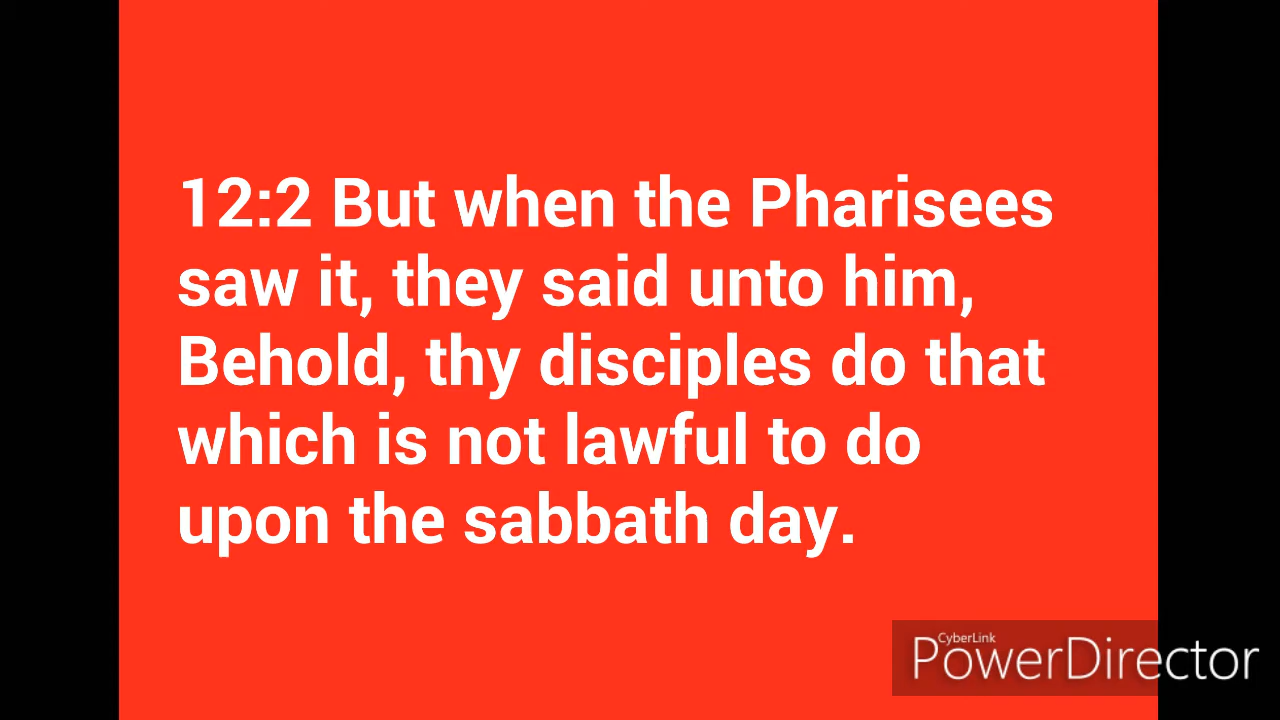 12:2 But when the Pharisees
saw it, they said unto him,
Behold, thy disciples do that
which is not lawful to do
upon the sabbath day.
CyberLink
PowerDirector